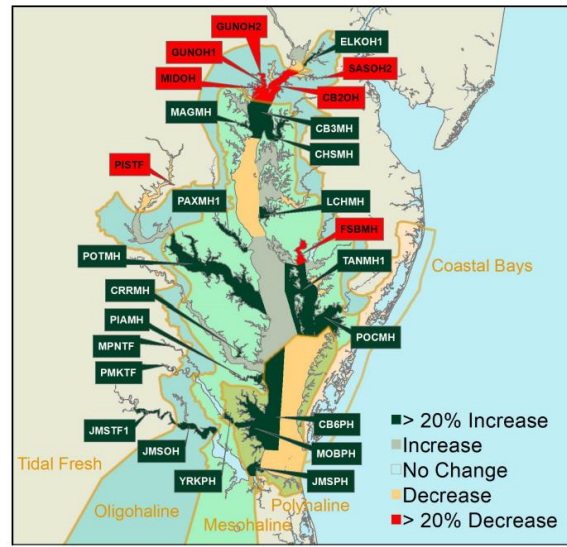 GUNOH2
ELKOH1
GUNOH1
SASOH2
MIDOH
CB2OH
MAGMH
CB3MH
CHSMH
PISTF
PAXMH1
LCHMH
FSBMH
POTMH
TANMH1
Coastal Bays
CRRMH
PIAMH
POCMH
MPNTF
PMKTF
> 20% Increase
Increase
CB6PH
JMSTF1
No Change
MOBPH
JMSOH
Decrease
Tidal Fresh
YRKPH
JMSPH
Polyhaline
> 20% Decrease
Oligohaline
Mesohaline